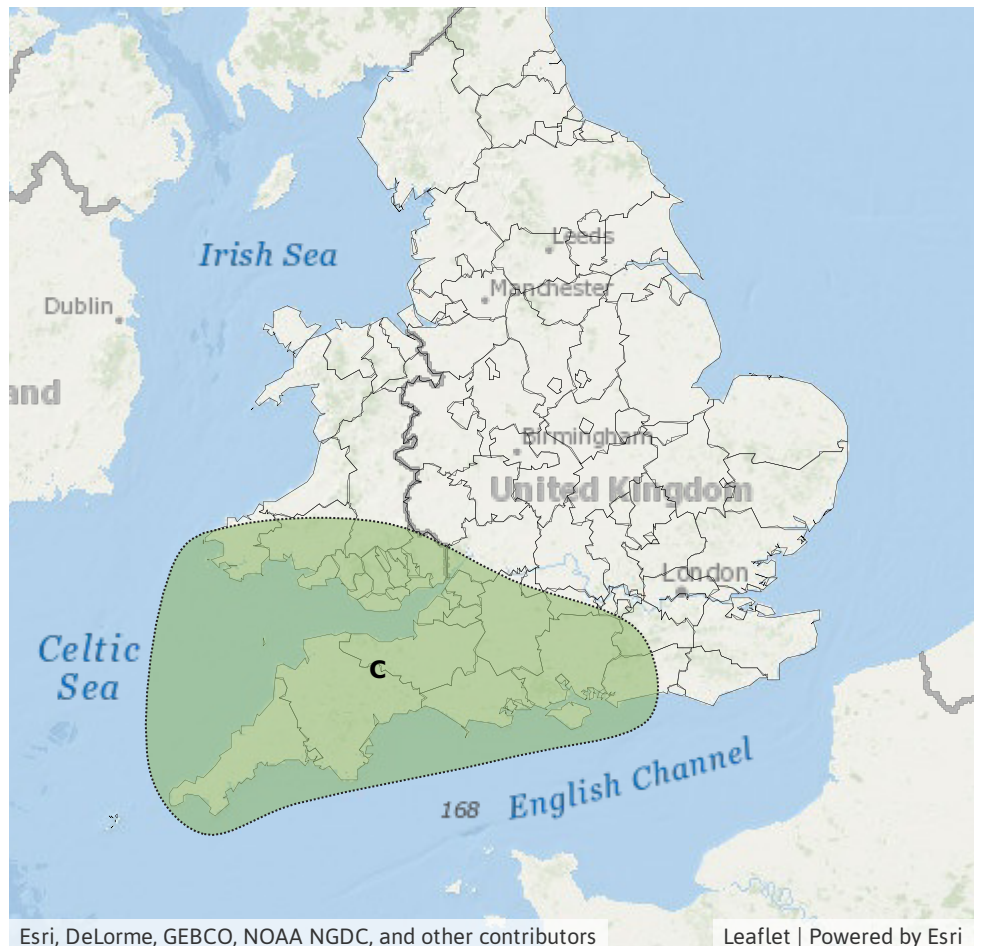 Leeds
Irish Sea
Manchester
Dublin
and
Birmingham
United Kingdom
London
Celtic
Sea
C
English Channel
168
Esri, DeLorme, GEBCO, NOAA NGDC, and other contributors
Leaflet | Powered by Esri